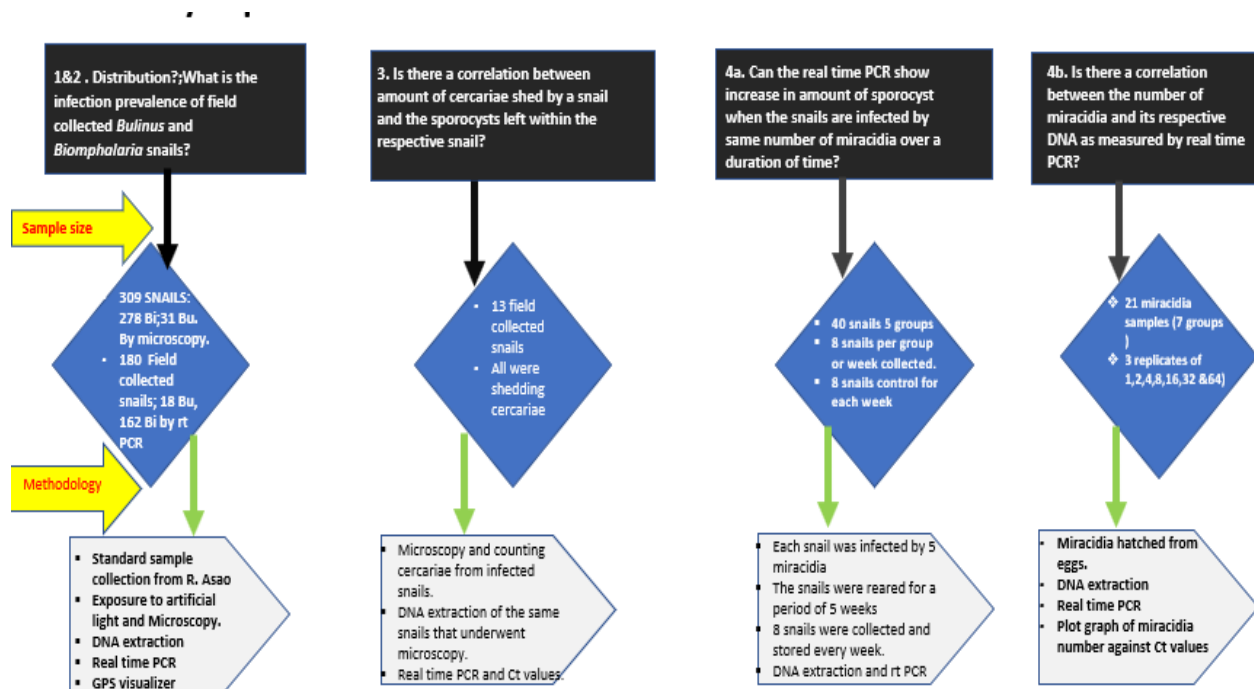 1&2 . Distribution?;What is the
infection prevalence of field
collected Bulinus and
Biomphalaria snails?
Sample size
309 SNAILS:
278 Bi;31 Bu.
By microscopy.
• 180 Field
collected
snails; 18 Bu,
162 Bi by rt
PCR
Methodology
▪ Standard sample
collection from R. Asao
▪ Exposure to artificial
light and Microscopy.
▪ DNA extraction
▪ Real time PCR
▪ GPS visualizer
3. Is there a correlation between
amount of cercariae shed by a snail
and the sporocysts left within the
respective snail?
• 13 field
collected
snails
• All were
shedding
cercariae
▪ Microscopy and counting
cercariae from infected
snails.
▪ DNA extraction of the same
snails that underwent
microscopy.
▪ Real time PCR and Ct values.
4a. Can the real time PCR show
increase in amount of sporocyst
when the snails are infected by
same number of miracidia over a
duration of time?
▪ 40 snails 5 groups
▪ 8 snails per group
or week collected.
▪ 8 snails control for
each week
▪ Each snail was infected by 5
miracidia
▪ The snails were reared for a
period of 5 weeks
▪ 8 snails were collected and
stored every week.
▪ DNA extraction and rt PCR
4b. Is there a correlation
between the number of
miracidia and its respective
DNA as measured by real time
PCR?
❖ 21 miracidia
samples (7 groups
)
❖ 3 replicates of
1,2,4,8,16,32 &64)
• Miracidia hatched from
eggs.
• DNA extraction
• Real time PCR
• Plot graph of miracidia
number against Ct values